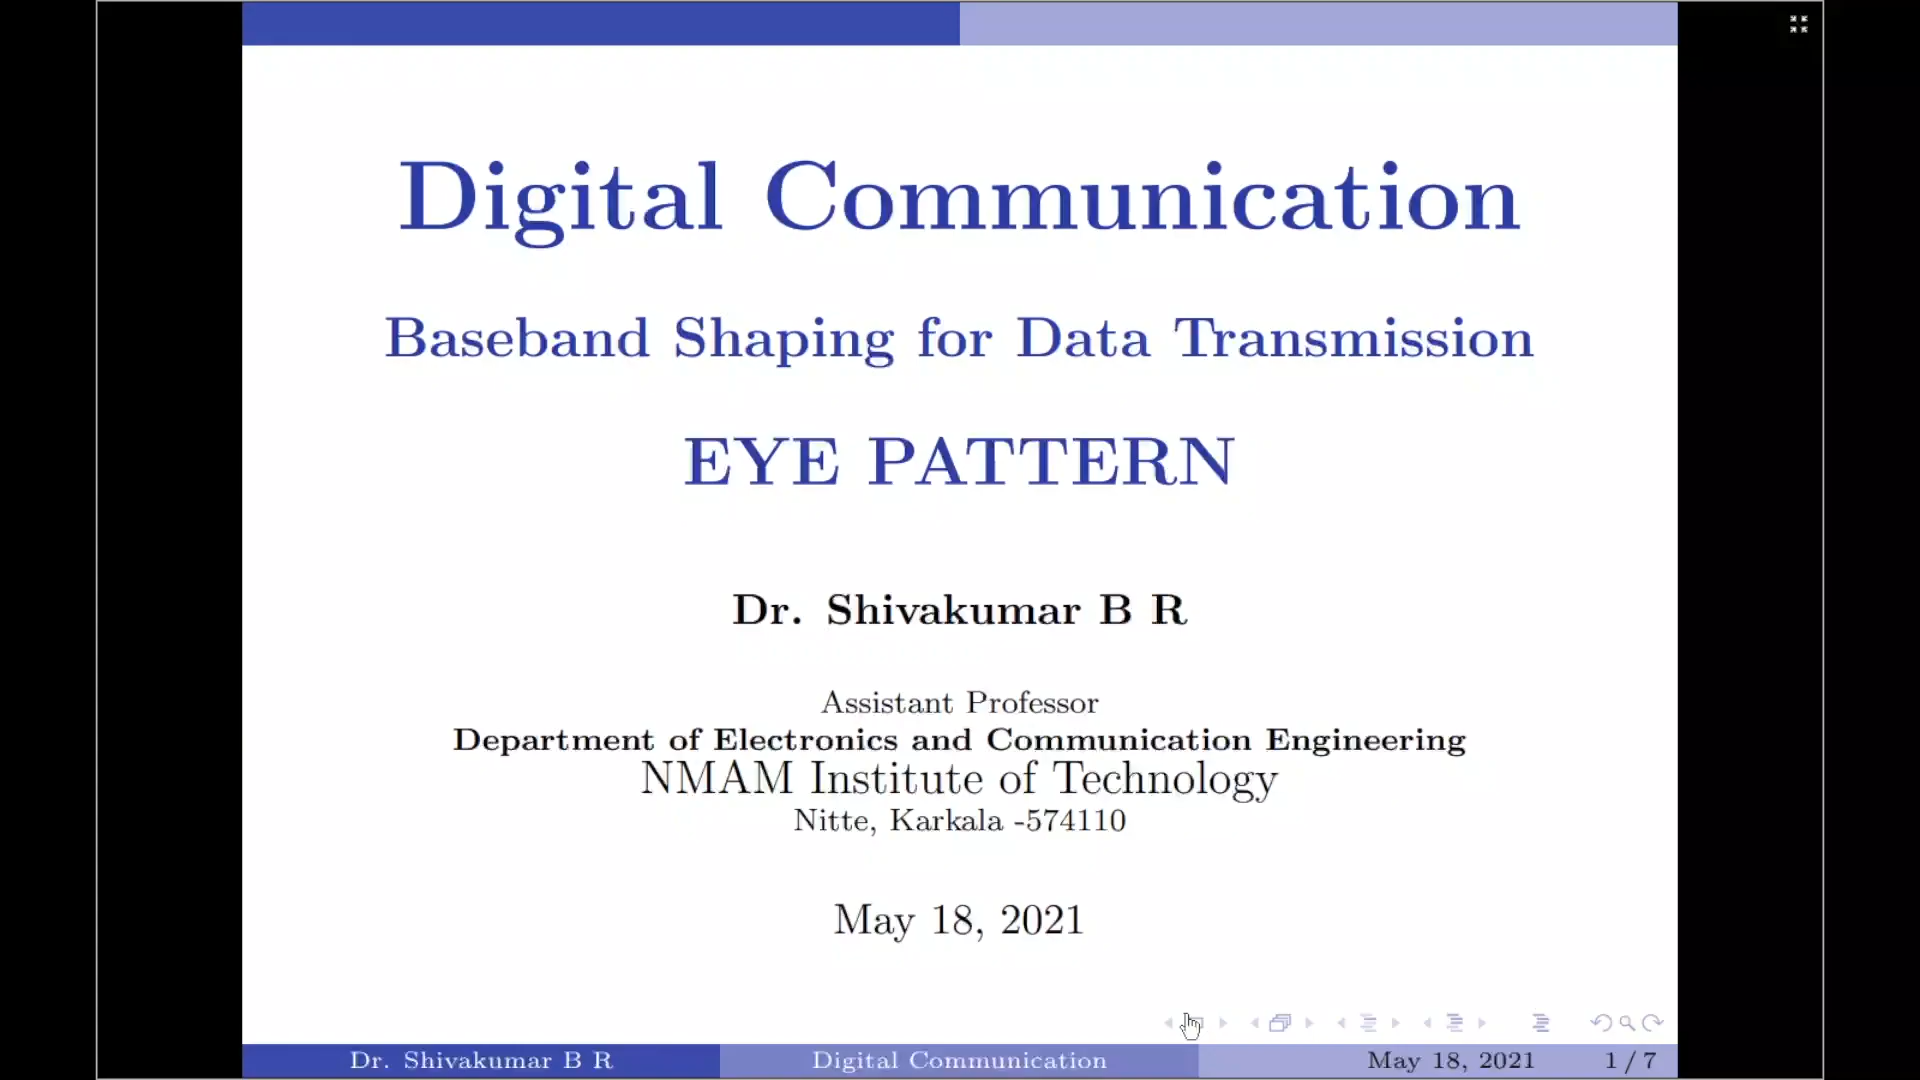 Digital Communication
Baseband Shaping for Data Transmission
EYE PATTERN
Dr. Shivakumar B R
Assistant Professor
Department of Electronics and Communication Engineering
NMAM Institute of Technology
Nitte, Karkala -574110
May 18, 2021
Dr. Shivakumar B R Digital Communication May 18, 2021 1 / 7